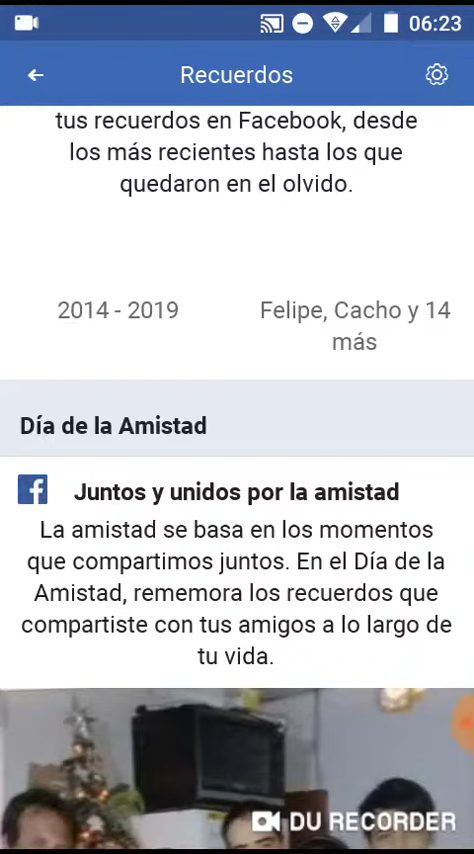 06:23
Recuerdos
tus recuerdos en Facebook, desde
los más recientes hasta los que
quedaron en el olvido.
2014 - 2019
Felipe, Cacho y 14
más
Día de la Amistad
Juntos y unidos por la amistad
La amistad se basa en los momentos
que compartimos juntos. En el Día de la
Amistad, rememora los recuerdos que
compartiste con tus amigos a lo largo de
tu vida.
DU RECORDER